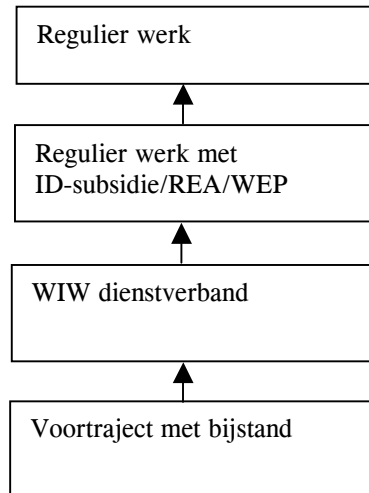 Regulier werk
Regulier werk met
ID-subsidie/REA/WEP
WIW dienstverband
Voortraject met bijstand